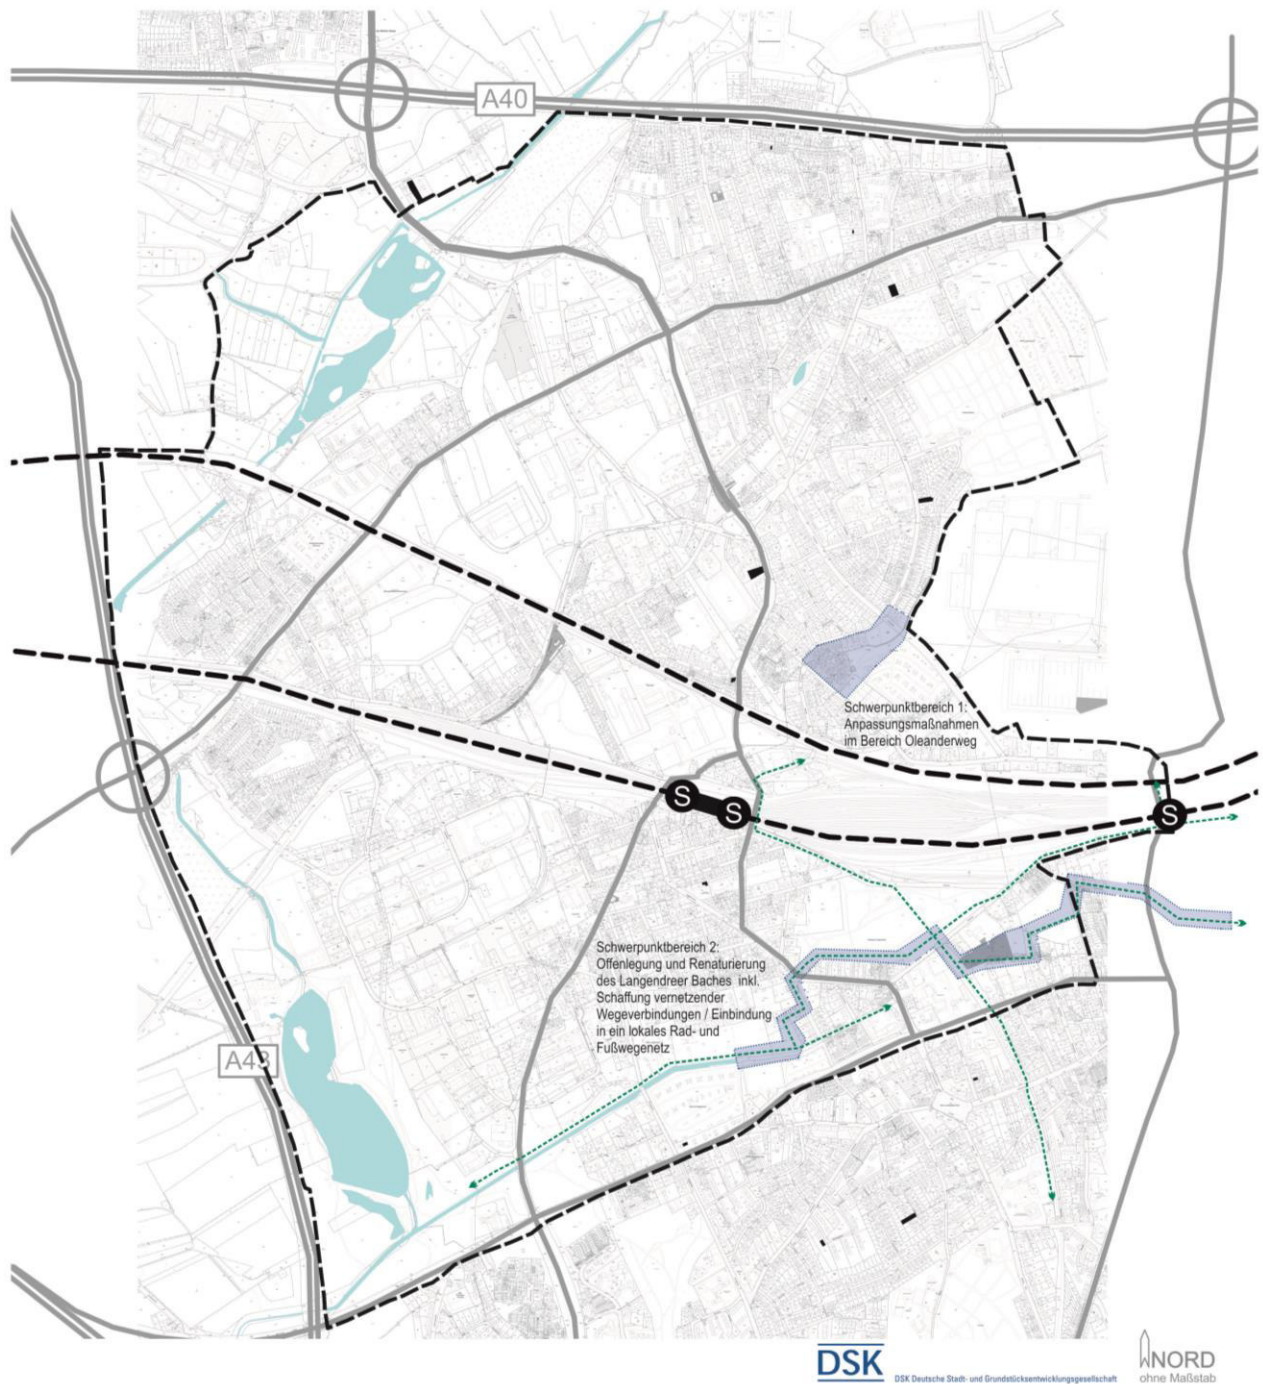 A40
Schwerpunktbereich 1:
Anpassungsmaßnahmen
im Bereich Oleanderweg
S
S
S
Schwerpunktbereich 2:
Offenlegung und Renaturierung
des Langendreer Baches inkl.
Schaffung vernetzender
Wegeverbindungen / Einbindung
in ein lokales Rad- und
Fußwegenetz
A43
DSK
DSK Deutsche Stadt- und Grundstücksentwicklungsgesellschaft
NORD
ohne Maßstab